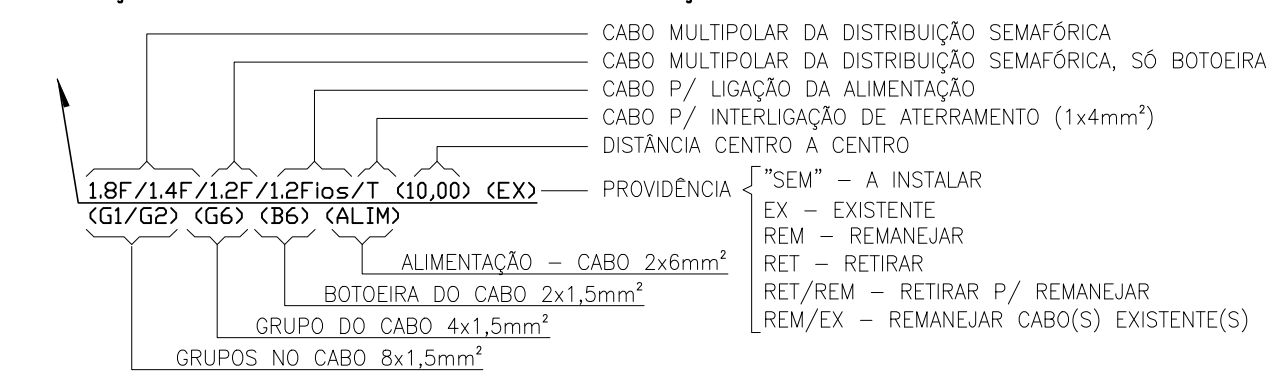 CABO MULTIPOLAR DA DISTRIBUIÇÃO SEMAFÓRICA
CABO MULTIPOLAR DA DISTRIBUIÇÃO SEMAFÓRICA, SÓ BOTOEIRA
CABO P/ LIGAÇÃO DA ALIMENTAÇÃO
CABO P/ INTERLIGAÇÃO DE ATERRAMENTO (1x4mm²)
DISTÂNCIA CENTRO A CENTRO
1.8F/1.4F/1.2F/1.2Fios/T (10,00) (EX)
(G1/G2) (G6) (B6) (ALIM)
PROVIDÊNCIA
"SEM" – A INSTALAR
EX – EXISTENTE
REM – REMANEJAR
RET – RETIRAR
RET/REM – RETIRAR P/ REMANEJAR
REM/EX – REMANEJAR CABO(S) EXISTENTE(S)
ALIMENTAÇÃO – CABO 2x6mm²
BOTOEIRA DO CABO 2x1,5mm²
GRUPO DO CABO 4x1,5mm²
GRUPOS NO CABO 8x1,5mm²